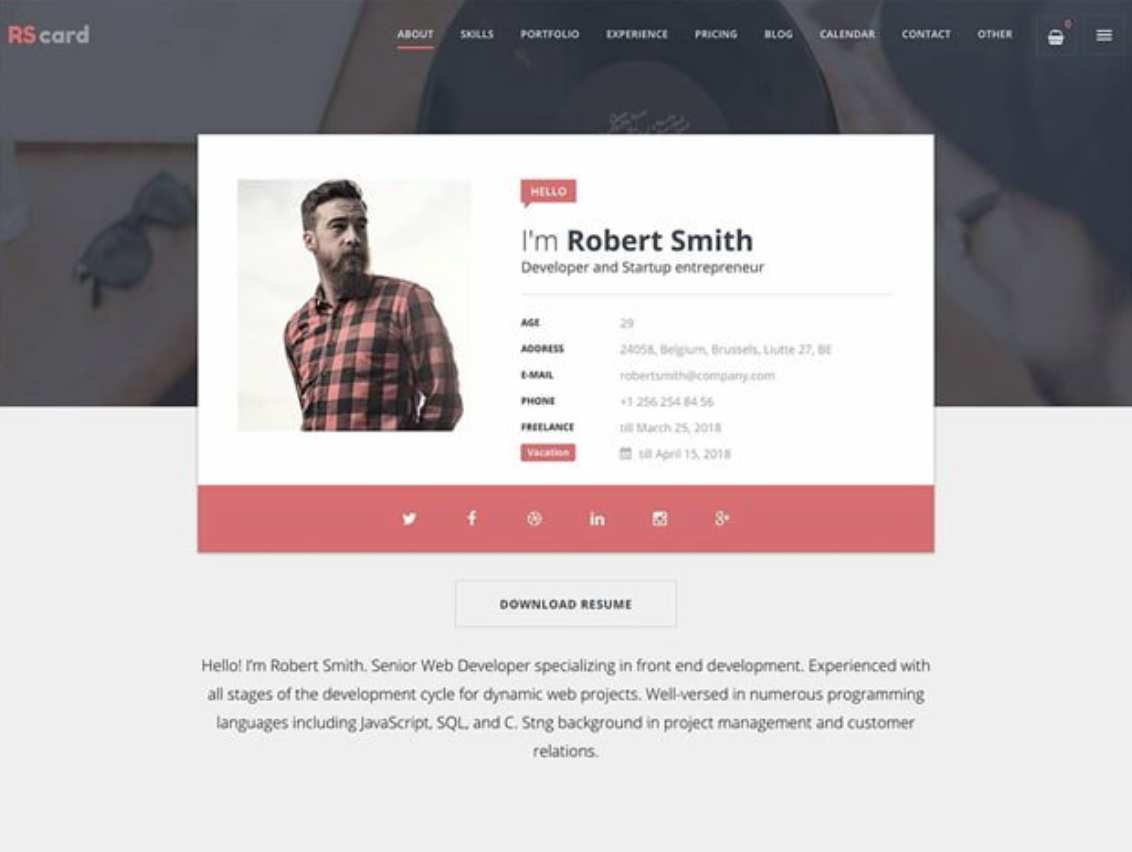 RScard
ABOUT SKILLS PORTFOLIO EXPERIENCE PRICING BLOG CALENDAR CONTACT OTHER 0
HELLO
I'm Robert Smith
Developer and Startup entrepreneur
AGE 29
ADDRESS 24058, Belgium, Brussels, Liutte 27, BE
E-MAIL robertsmith@company.com
PHONE +1 256 254 84 56
FREELANCE till March 25, 2018
Vacation till April 15, 2018
DOWNLOAD RESUME
Hello! I'm Robert Smith. Senior Web Developer specializing in front end development. Experienced with
all stages of the development cycle for dynamic web projects. Well-versed in numerous programming
languages including JavaScript, SQL, and C. Stng background in project management and customer
relations.